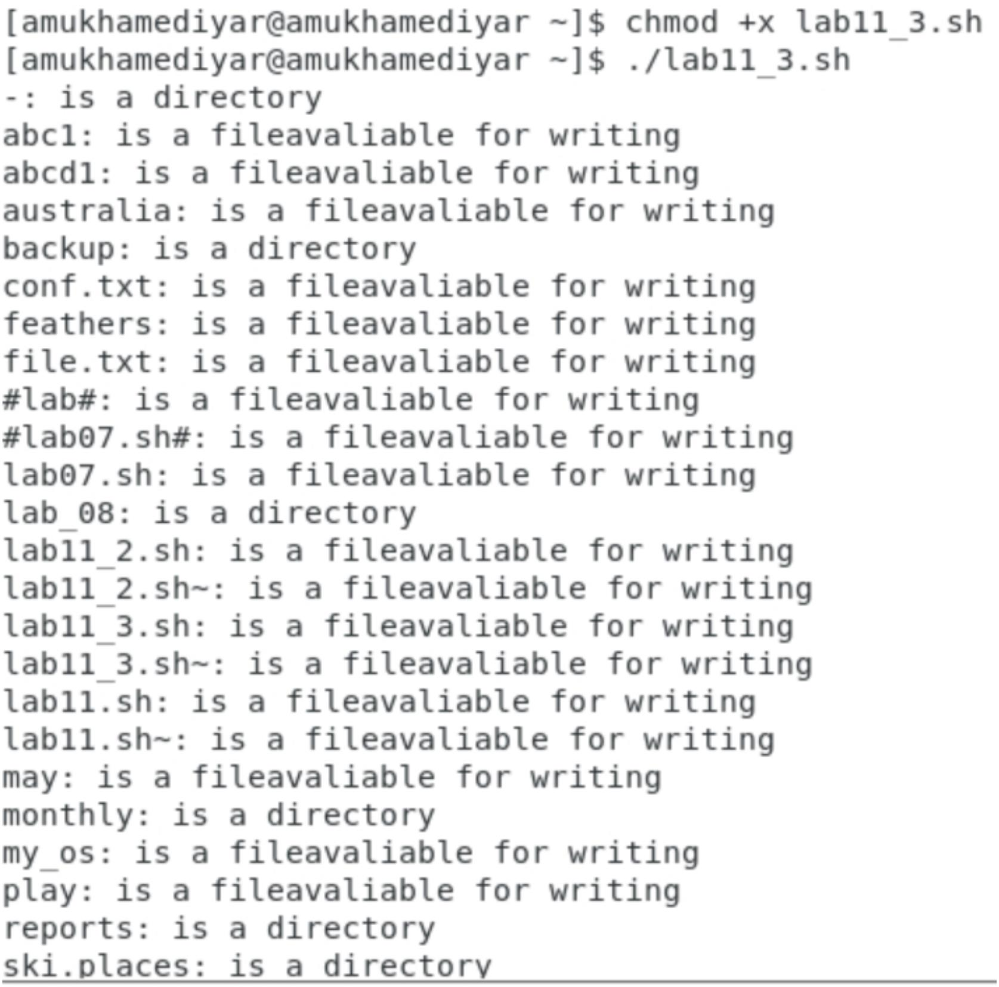 [amukhamediyar@amukhamediyar ~]$ chmod +x lab11_3.sh
[amukhamediyar@amukhamediyar ~]$ ./lab11_3.sh
-: is a directory
abc1: is a fileavaliable for writing
abcd1: is a fileavaliable for writing
australia: is a fileavaliable for writing
backup: is a directory
conf.txt: is a fileavaliable for writing
feathers: is a fileavaliable for writing
file.txt: is a fileavaliable for writing
#lab#: is a fileavaliable for writing
#lab07.sh#: is a fileavaliable for writing
lab07.sh: is a fileavaliable for writing
lab_08: is a directory
lab11_2.sh: is a fileavaliable for writing
lab11_2.sh~: is a fileavaliable for writing
lab11_3.sh: is a fileavaliable for writing
lab11_3.sh~: is a fileavaliable for writing
lab11.sh: is a fileavaliable for writing
lab11.sh~: is a fileavaliable for writing
may: is a fileavaliable for writing
monthly: is a directory
my_os: is a fileavaliable for writing
play: is a fileavaliable for writing
reports: is a directory
ski.places: is a directory